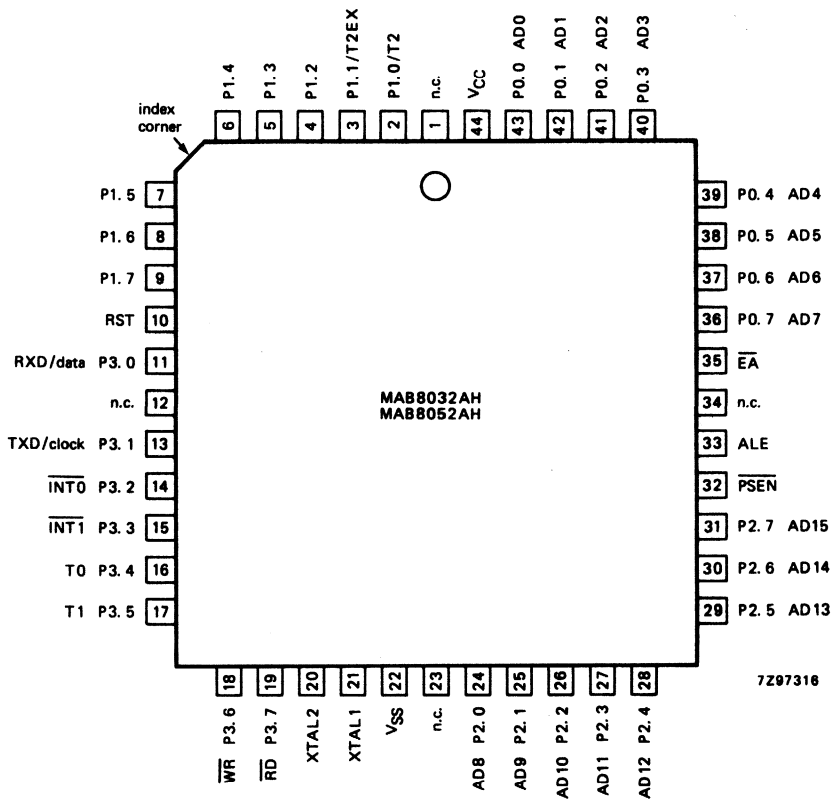 P1.4
P1.3
P1.2
P1.1/T2EX
P1.0/T2
n.c.
VCC
P0.0 AD0
P0.1 AD1
P0.2 AD2
P0.3 AD3
index
corner
6
5
4
3
2
1
44
43
42
41
40
P1.5 7
39 P0.4 AD4
P1.6 8
38 P0.5 AD5
P1.7 9
37 P0.6 AD6
RST 10
36 P0.7 AD7
RXD/data P3.0 11
35 E̅A̅
n.c. 12
MAB8032AH
MAB8052AH
34 n.c.
TXD/clock P3.1 13
33 ALE
I̅N̅T̅0̅ P3.2 14
32 P̅S̅E̅N̅
I̅N̅T̅1̅ P3.3 15
31 P2.7 AD15
T0 P3.4 16
30 P2.6 AD14
T1 P3.5 17
29 P2.5 AD13
18
19
20
21
22
23
24
25
26
27
28
7Z97316
W̅R̅ P3.6
R̅D̅ P3.7
XTAL2
XTAL1
VSS
n.c.
AD8 P2.0
AD9 P2.1
AD10 P2.2
AD11 P2.3
AD12 P2.4